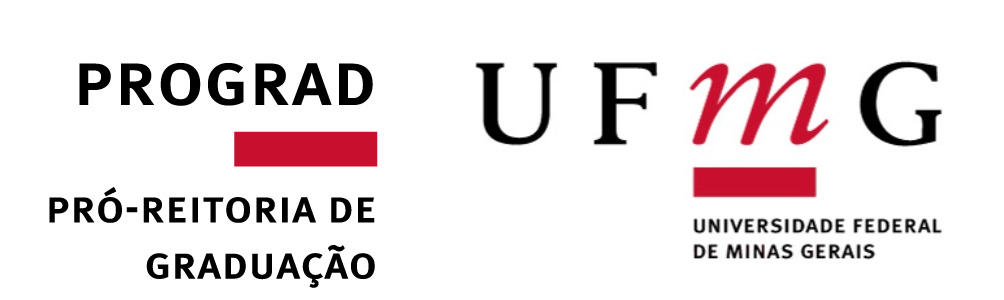 PROGRAD
PRÓ-REITORIA DE
GRADUAÇÃO
UFmG
UNIVERSIDADE FEDERAL
DE MINAS GERAIS